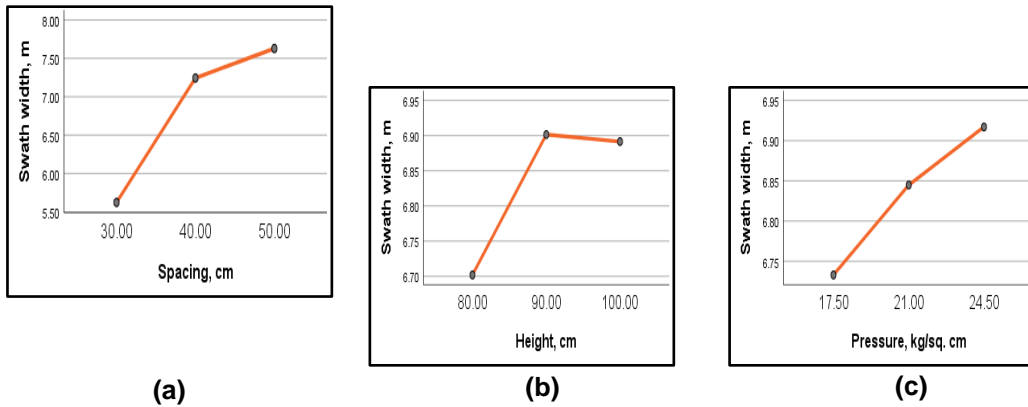 Swath width, m
8.00
7.50
7.00
6.50
6.00
5.50
30.00 40.00 50.00
Spacing, cm
(a)
Swath width, m
6.95
6.90
6.85
6.80
6.75
6.70
80.00 90.00 100.00
Height, cm
(b)
Swath width, m
6.95
6.90
6.85
6.80
6.75
17.50 21.00 24.50
Pressure, kg/sq. cm
(c)